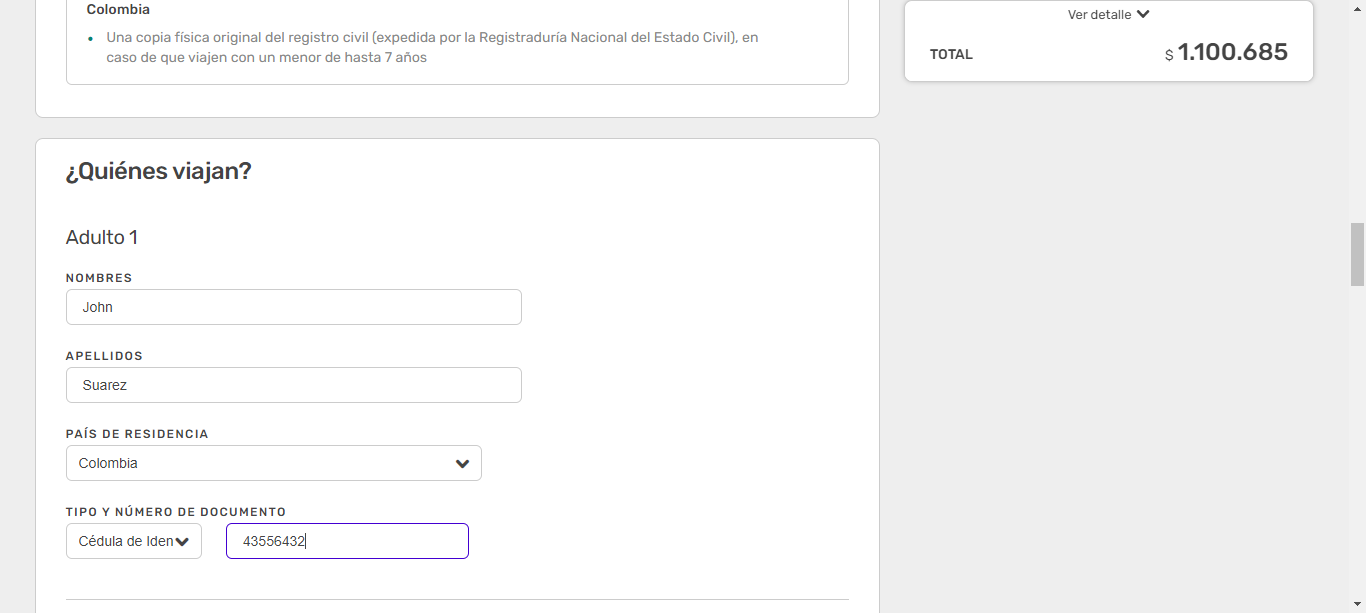 Colombia
Una copia física original del registro civil (expedida por la Registraduría Nacional del Estado Civil), en
caso de que viajen con un menor de hasta 7 años
Ver detalle
TOTAL
$ 1.100.685
¿Quiénes viajan?
Adulto 1
NOMBRES
John
APELLIDOS
Suarez
PAÍS DE RESIDENCIA
Colombia
TIPO Y NÚMERO DE DOCUMENTO
Cédula de Iden
43556432